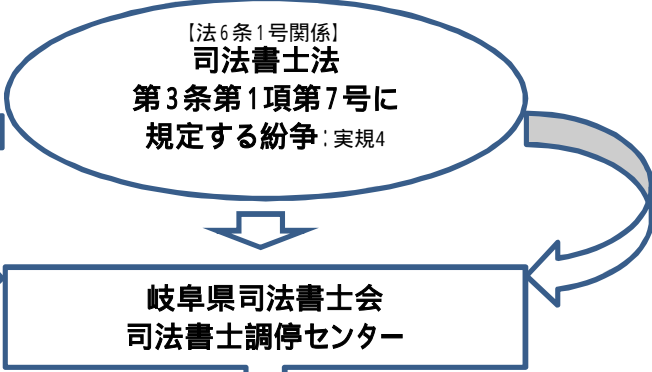 【法6条1号関係】
司法書士法
第3条第1項第7号に
規定する紛争:実規4
岐阜県司法書士会
司法書士調停センター